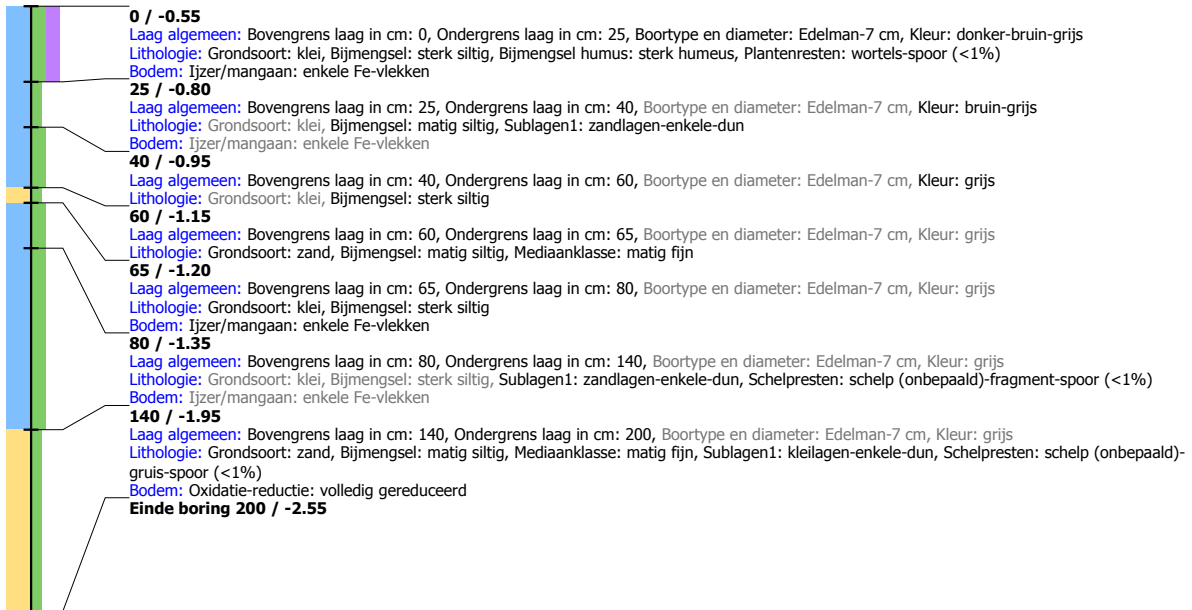 0 / -0.55
Laag algemeen: Bovengrens laag in cm: 0, Ondergrens laag in cm: 25, Boortype en diameter: Edelman-7 cm, Kleur: donker-bruin-grijs
Lithologie: Grondsoort: klei, Bijmengsel: sterk siltig, Bijmengsel humus: sterk humeus, Plantenresten: wortels-spoor (<1%)
Bodem: Ijzer/mangaan: enkele Fe-vlekken
25 / -0.80
Laag algemeen: Bovengrens laag in cm: 25, Ondergrens laag in cm: 40, Boortype en diameter: Edelman-7 cm, Kleur: bruin-grijs
Lithologie: Grondsoort: klei, Bijmengsel: matig siltig, Sublagen1: zandlagen-enkele-dun
Bodem: Ijzer/mangaan: enkele Fe-vlekken
40 / -0.95
Laag algemeen: Bovengrens laag in cm: 40, Ondergrens laag in cm: 60, Boortype en diameter: Edelman-7 cm, Kleur: grijs
Lithologie: Grondsoort: klei, Bijmengsel: sterk siltig
60 / -1.15
Laag algemeen: Bovengrens laag in cm: 60, Ondergrens laag in cm: 65, Boortype en diameter: Edelman-7 cm, Kleur: grijs
Lithologie: Grondsoort: zand, Bijmengsel: matig siltig, Mediaanklasse: matig fijn
65 / -1.20
Laag algemeen: Bovengrens laag in cm: 65, Ondergrens laag in cm: 80, Boortype en diameter: Edelman-7 cm, Kleur: grijs
Lithologie: Grondsoort: klei, Bijmengsel: sterk siltig
Bodem: Ijzer/mangaan: enkele Fe-vlekken
80 / -1.35
Laag algemeen: Bovengrens laag in cm: 80, Ondergrens laag in cm: 140, Boortype en diameter: Edelman-7 cm, Kleur: grijs
Lithologie: Grondsoort: klei, Bijmengsel: sterk siltig, Sublagen1: zandlagen-enkele-dun, Schelpresten: schelp (onbepaald)-fragment-spoor (<1%)
Bodem: Ijzer/mangaan: enkele Fe-vlekken
140 / -1.95
Laag algemeen: Bovengrens laag in cm: 140, Ondergrens laag in cm: 200, Boortype en diameter: Edelman-7 cm, Kleur: grijs
Lithologie: Grondsoort: zand, Bijmengsel: matig siltig, Mediaanklasse: matig fijn, Sublagen1: kleilagen-enkele-dun, Schelpresten: schelp (onbepaald)-
gruis-spoor (<1%)
Bodem: Oxidatie-reductie: volledig gereduceerd
Einde boring 200 / -2.55